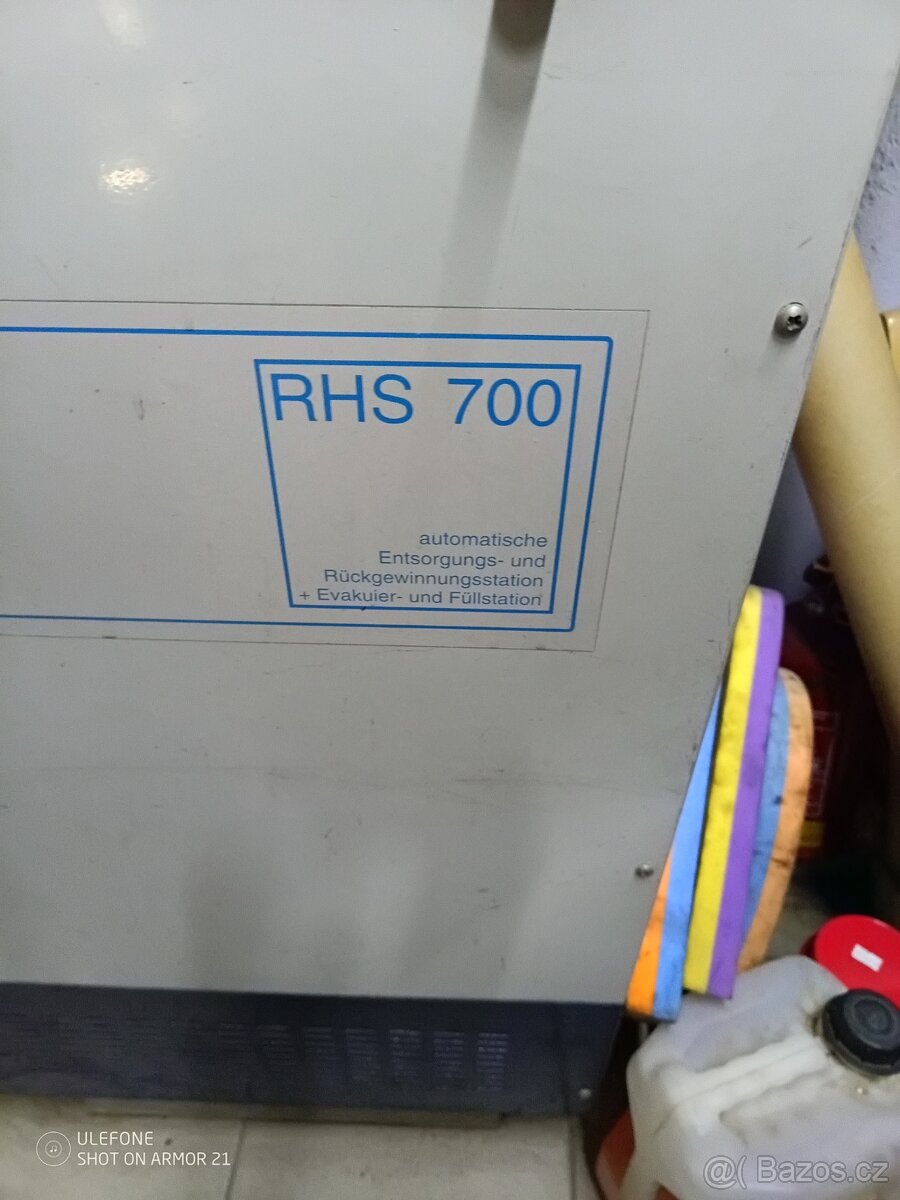 RHS 700
automatische
Entsorgungs- und
Rückgewinnungsstation
+ Evakuier- und Füllstation
ULEFONE
SHOT ON ARMOR 21
@( Bazos.cz